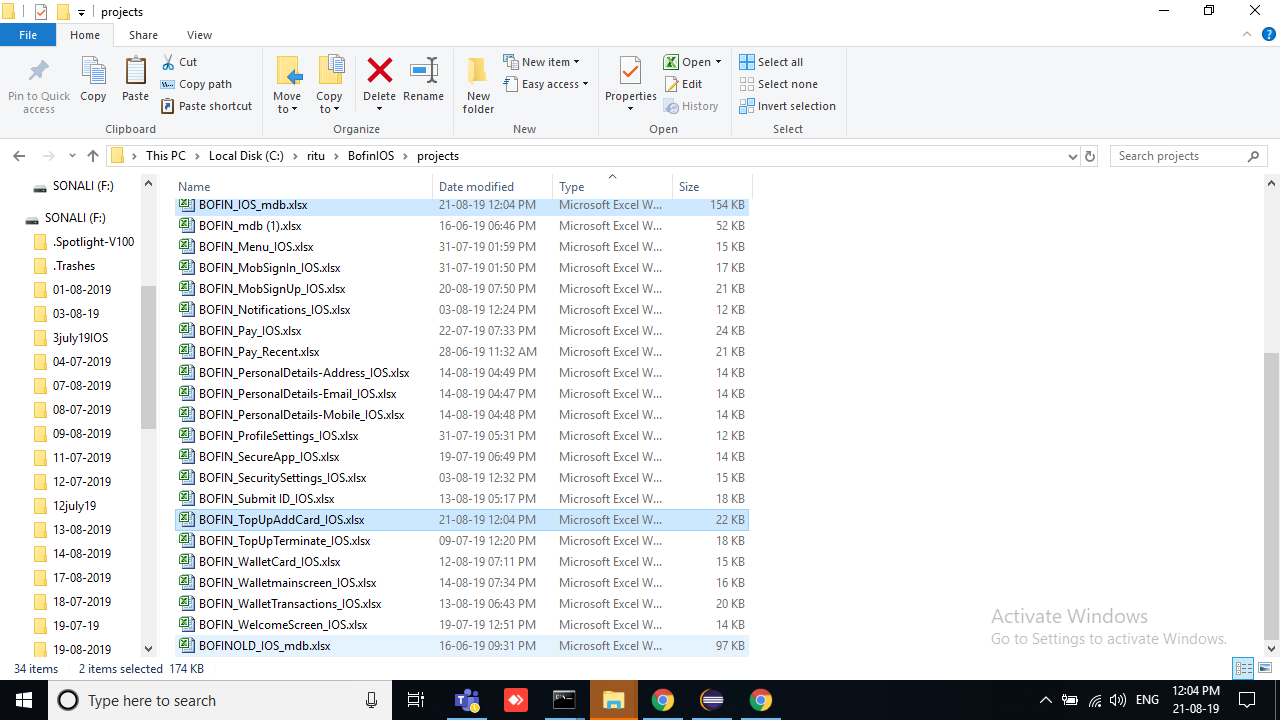 projects
File Home Share View
Pin to Quick access
Copy
Paste
Cut
Copy path
Paste shortcut
Clipboard
Move to
Copy to
Delete
Rename
Organize
New folder
New item
Easy access
New
Properties
Open
Edit
History
Open
Select all
Select none
Invert selection
Select
This PC > Local Disk (C:) > ritu > BofinIOS > projects
Search projects
SONALI (F:)
SONALI (F:)
.Spotlight-V100
.Trashes
01-08-2019
03-08-19
3july19IOS
04-07-2019
07-08-2019
08-07-2019
09-08-2019
11-07-2019
12-07-2019
12july19
13-08-2019
14-08-2019
17-08-2019
18-07-2019
19-07-19
19-08-2019
Name Date modified Type Size
BOFIN_IOS_mdb.xlsx 21-08-19 12:04 PM Microsoft Excel W... 154 KB
BOFIN_mdb (1).xlsx 16-06-19 06:46 PM Microsoft Excel W... 52 KB
BOFIN_Menu_IOS.xlsx 31-07-19 01:59 PM Microsoft Excel W... 15 KB
BOFIN_MobSignIn_IOS.xlsx 31-07-19 01:50 PM Microsoft Excel W... 17 KB
BOFIN_MobSignUp_IOS.xlsx 20-08-19 07:50 PM Microsoft Excel W... 21 KB
BOFIN_Notifications_IOS.xlsx 03-08-19 12:24 PM Microsoft Excel W... 12 KB
BOFIN_Pay_IOS.xlsx 22-07-19 07:33 PM Microsoft Excel W... 24 KB
BOFIN_Pay_Recent.xlsx 28-06-19 11:32 AM Microsoft Excel W... 21 KB
BOFIN_PersonalDetails-Address_IOS.xlsx 14-08-19 04:49 PM Microsoft Excel W... 14 KB
BOFIN_PersonalDetails-Email_IOS.xlsx 14-08-19 04:47 PM Microsoft Excel W... 14 KB
BOFIN_PersonalDetails-Mobile_IOS.xlsx 14-08-19 04:48 PM Microsoft Excel W... 14 KB
BOFIN_ProfileSettings_IOS.xlsx 31-07-19 05:31 PM Microsoft Excel W... 12 KB
BOFIN_SecureApp_IOS.xlsx 19-07-19 06:49 PM Microsoft Excel W... 14 KB
BOFIN_SecuritySettings_IOS.xlsx 03-08-19 12:32 PM Microsoft Excel W... 15 KB
BOFIN_Submit ID_IOS.xlsx 13-08-19 05:17 PM Microsoft Excel W... 18 KB
BOFIN_TopUpAddCard_IOS.xlsx 21-08-19 12:04 PM Microsoft Excel W... 22 KB
BOFIN_TopUpTerminate_IOS.xlsx 09-07-19 12:20 PM Microsoft Excel W... 18 KB
BOFIN_WalletCard_IOS.xlsx 12-08-19 07:11 PM Microsoft Excel W... 15 KB
BOFIN_Walletmainscreen_IOS.xlsx 14-08-19 07:34 PM Microsoft Excel W... 16 KB
BOFIN_WalletTransactions_IOS.xlsx 13-08-19 06:43 PM Microsoft Excel W... 20 KB
BOFIN_WelcomeScreen_IOS.xlsx 19-07-19 12:51 PM Microsoft Excel W... 14 KB
BOFINOLD_IOS_mdb.xlsx 16-06-19 09:31 PM Microsoft Excel W... 97 KB
Activate Windows
Go to Settings to activate Windows.
34 items 2 items selected 174 KB
Type here to search
ENG
12:04 PM
21-08-19